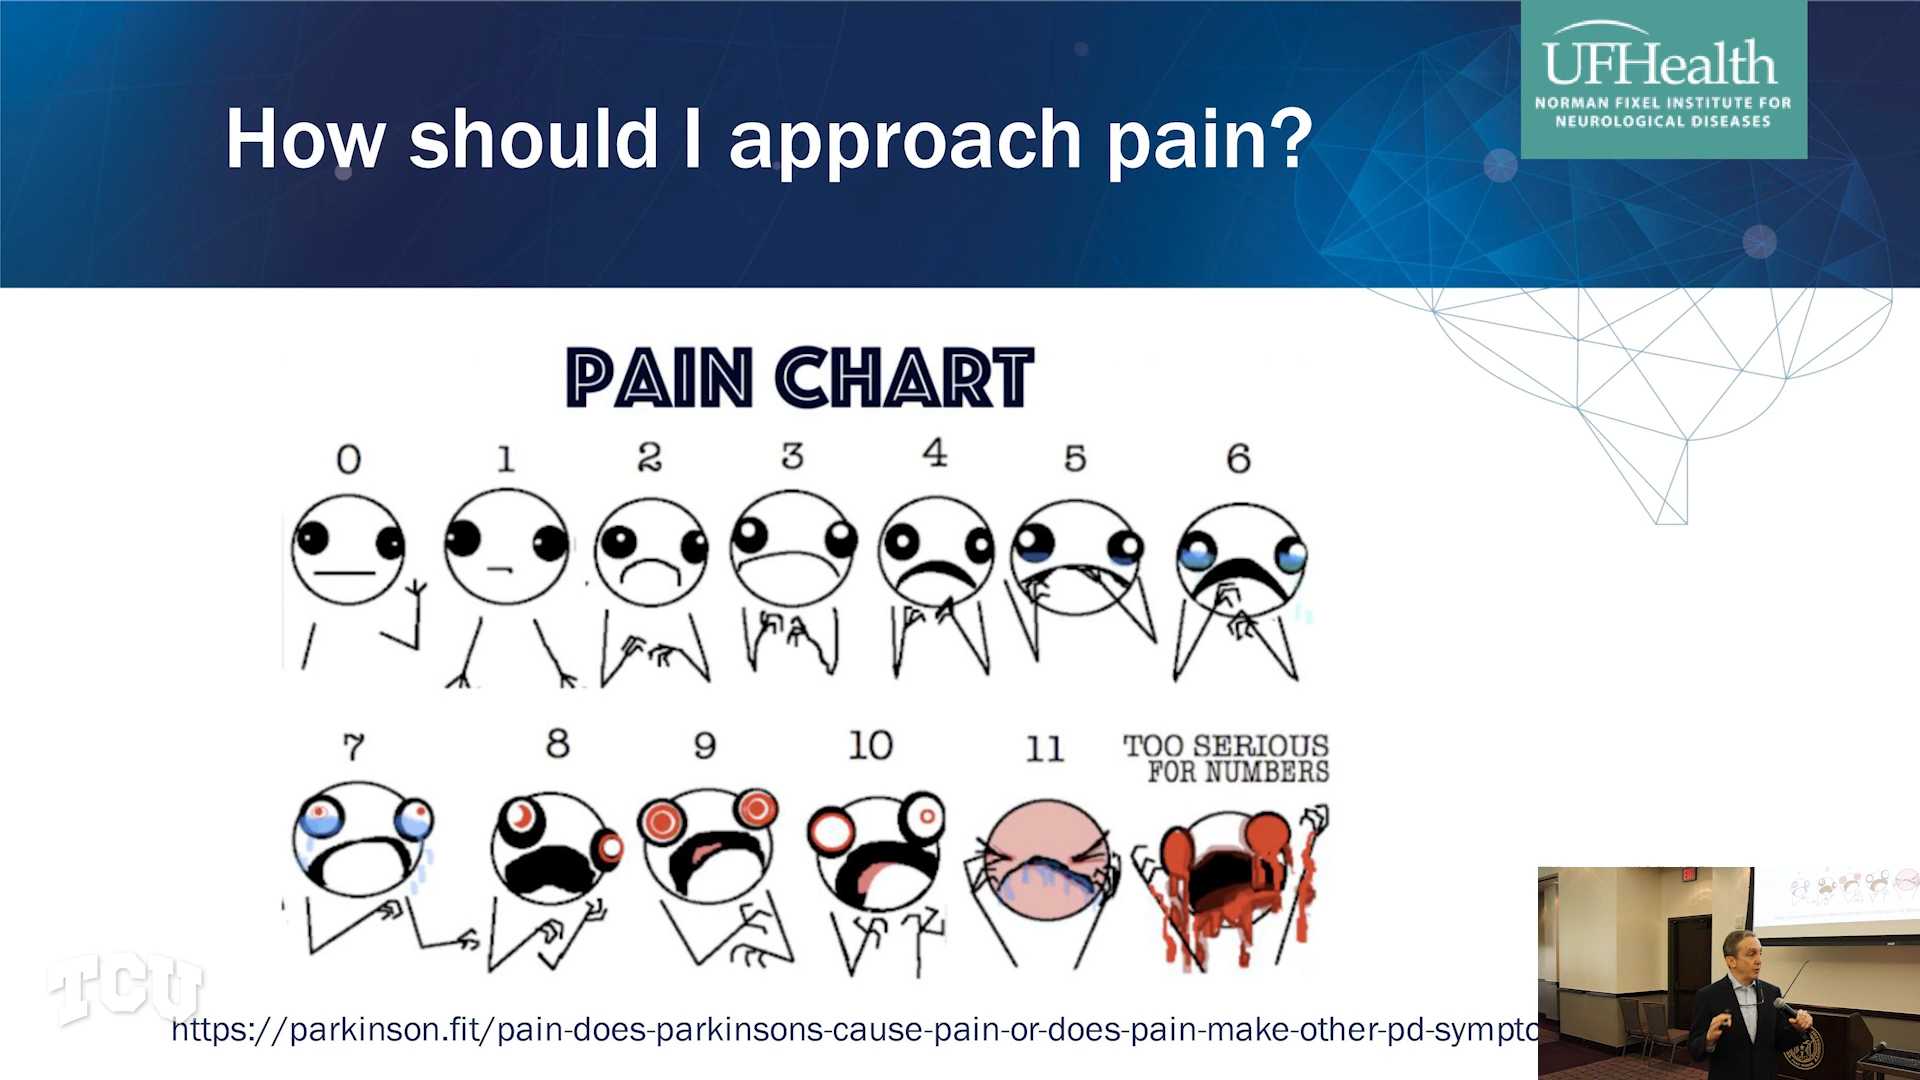 How should I approach pain?
UFHealth
NORMAN FIXEL INSTITUTE FOR
NEUROLOGICAL DISEASES
PAIN CHART
0 1 2 3 4 5 6
7 8 9 10 11 TOO SERIOUS
FOR NUMBERS
TCU
https://parkinson.fit/pain-does-parkinsons-cause-pain-or-does-pain-make-other-pd-sympto